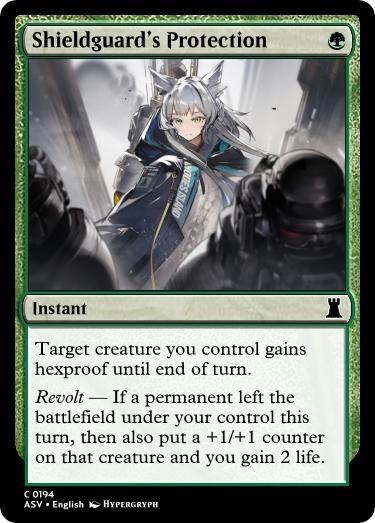 Shieldguard's Protection
Instant
Target creature you control gains
hexproof until end of turn.
Revolt — If a permanent left the
battlefield under your control this
turn, then also put a +1/+1 counter
on that creature and you gain 2 life.
C 0194
ASV • English HYPERGRYPH